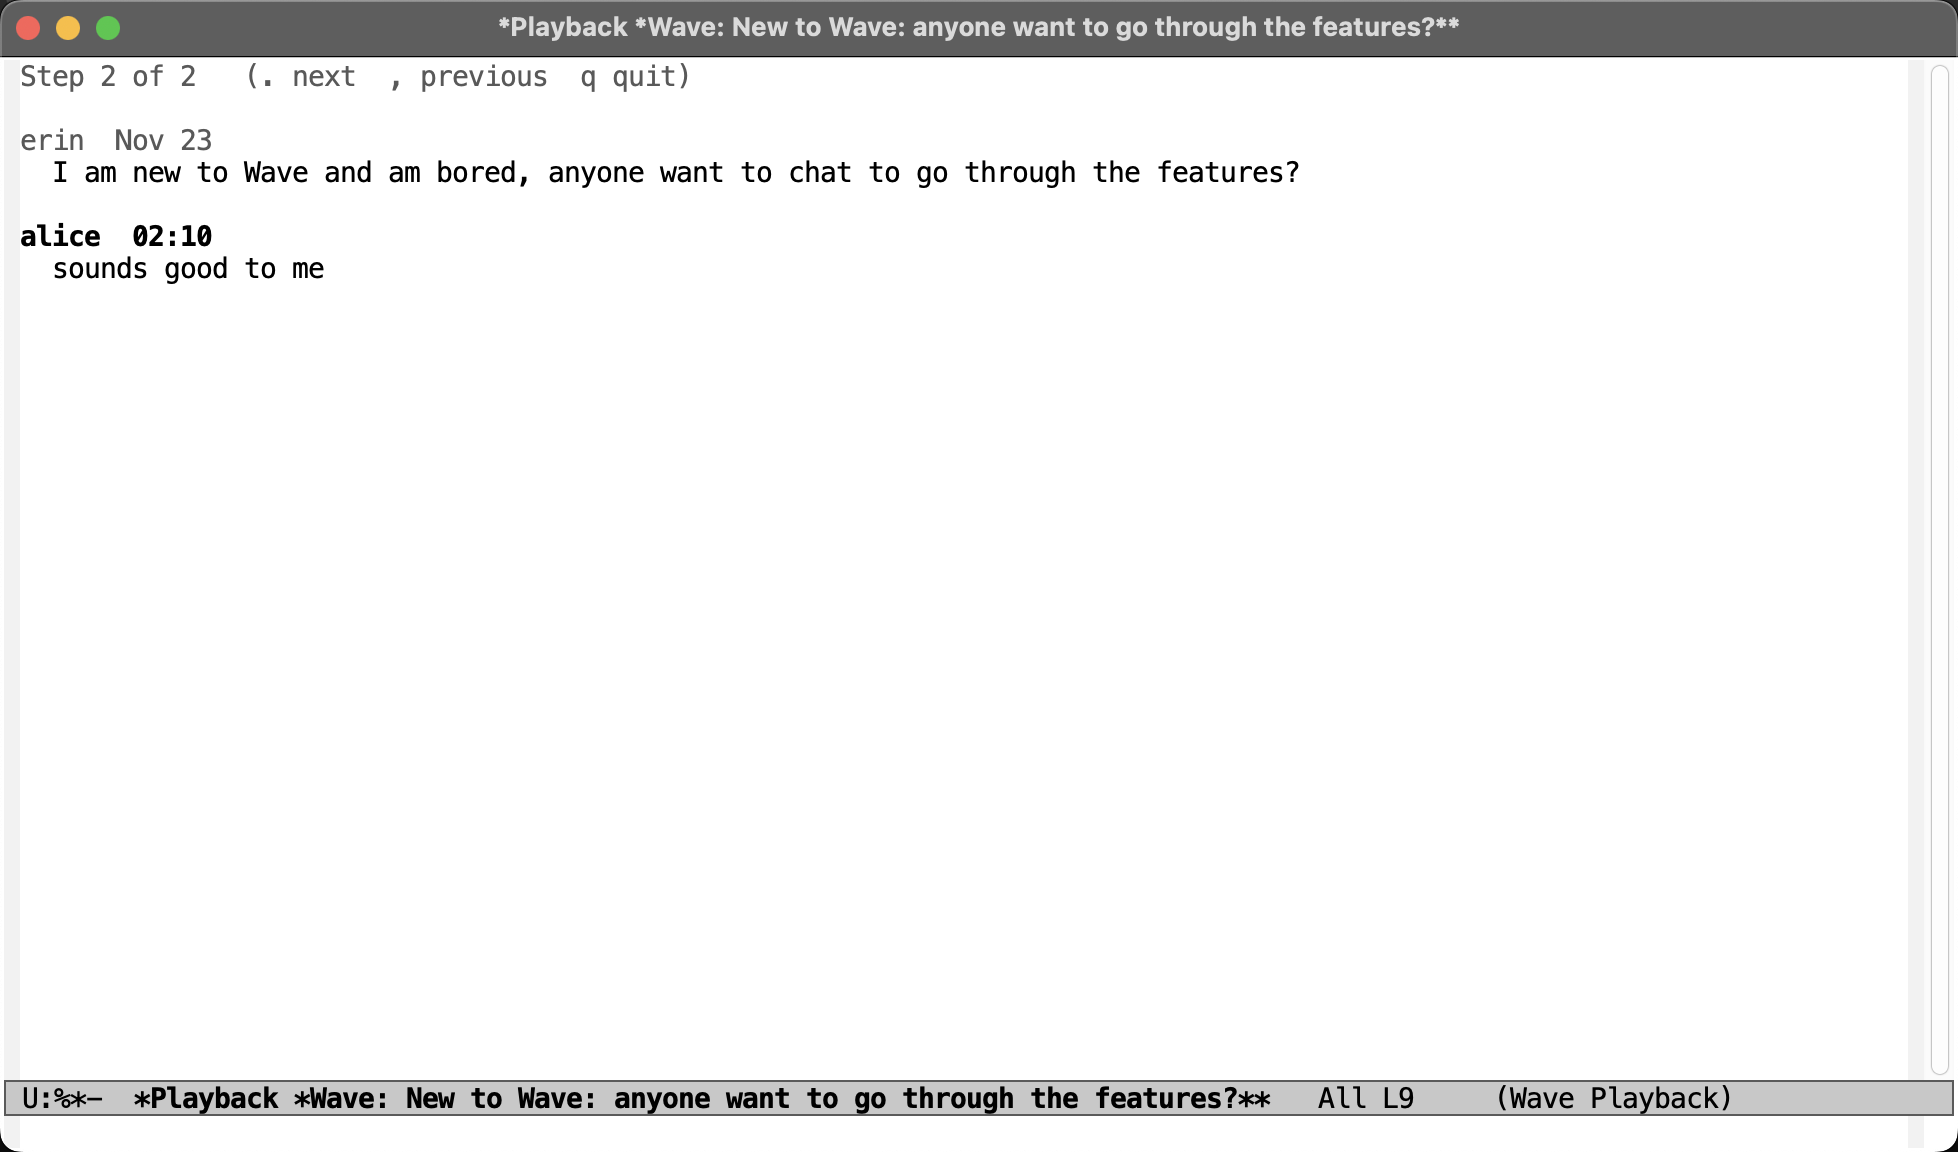 *Playback *Wave: New to Wave: anyone want to go through the features?**
Step 2 of 2   (. next  , previous  q quit)
erin  Nov 23
I am new to Wave and am bored, anyone want to chat to go through the features?
alice  02:10
sounds good to me
U:%*–  *Playback *Wave: New to Wave: anyone want to go through the features?**   All L9     (Wave Playback)